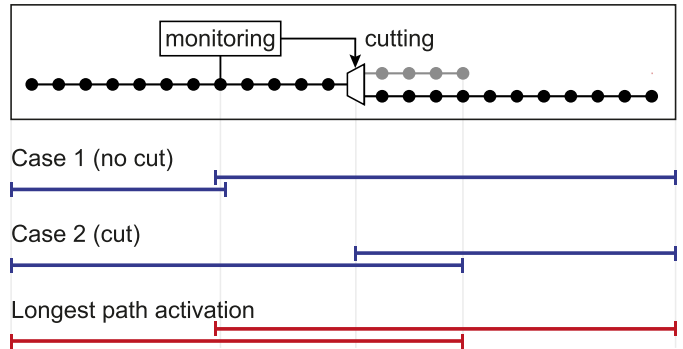 monitoring
cutting
Case 1 (no cut)
Case 2 (cut)
Longest path activation